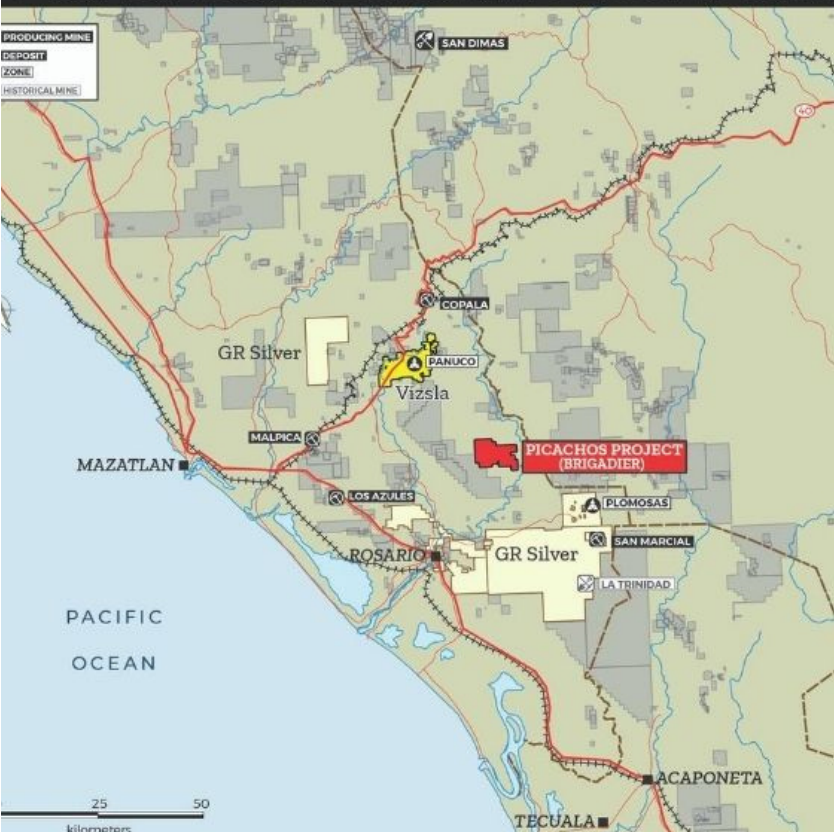 PRODUCING MINE
DEPOSIT
ZONE
HISTORICAL MINE
SAN DIMAS
40
COPALA
GR Silver
PANUCO
Vizsla
MALPICA
PICACHOS PROJECT
(BRIGADIER)
MAZATLAN
LOS AZULES
PLOMOSAS
SAN MARCIAL
ROSARIO
GR Silver
LA TRINIDAD
PACIFIC
OCEAN
ACAPONETA
25
50
TECUALA
kilometers